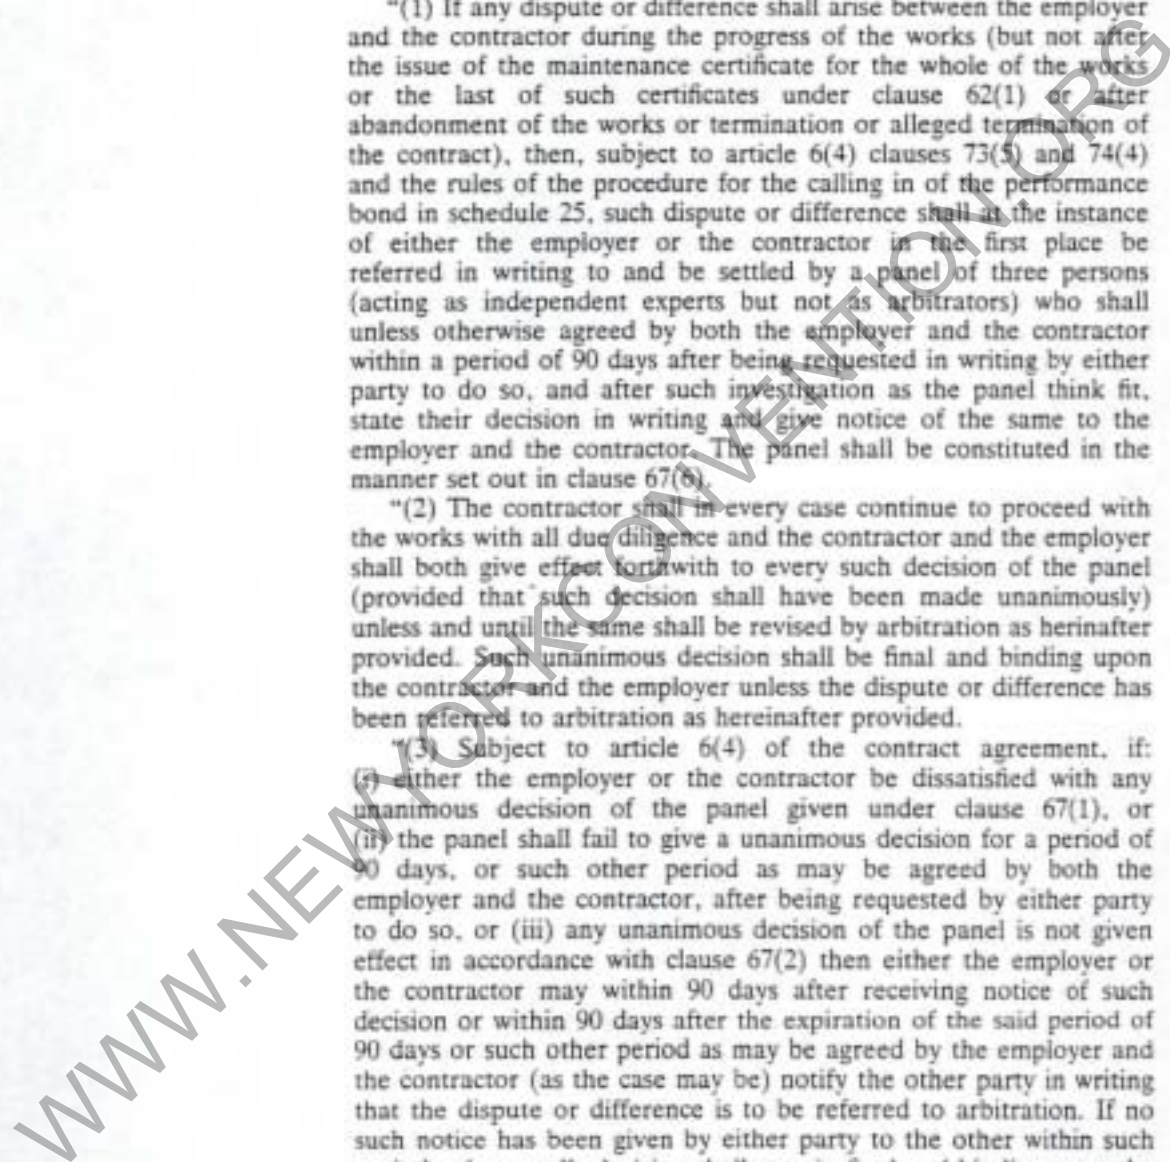 "(1) If any dispute or difference shall arise between the employer
and the contractor during the progress of the works (but not after
the issue of the maintenance certificate for the whole of the works
or the last of such certificates under clause 62(1) or after
abandonment of the works or termination or alleged termination of
the contract), then, subject to article 6(4) clauses 73(5) and 74(4)
and the rules of the procedure for the calling in of the performance
bond in schedule 25, such dispute or difference shall at the instance
of either the employer or the contractor in the first place be
referred in writing to and be settled by a panel of three persons
(acting as independent experts but not as arbitrators) who shall
unless otherwise agreed by both the employer and the contractor
within a period of 90 days after being requested in writing by either
party to do so, and after such investigation as the panel think fit,
state their decision in writing and give notice of the same to the
employer and the contractor. The panel shall be constituted in the
manner set out in clause 67(6).
"(2) The contractor shall in every case continue to proceed with
the works with all due diligence and the contractor and the employer
shall both give effect forthwith to every such decision of the panel
(provided that such decision shall have been made unanimously)
unless and until the same shall be revised by arbitration as herinafter
provided. Such unanimous decision shall be final and binding upon
the contractor and the employer unless the dispute or difference has
been referred to arbitration as hereinafter provided.
"(3) Subject to article 6(4) of the contract agreement, if:
(i) either the employer or the contractor be dissatisfied with any
unanimous decision of the panel given under clause 67(1), or
(ii) the panel shall fail to give a unanimous decision for a period of
90 days, or such other period as may be agreed by both the
employer and the contractor, after being requested by either party
to do so, or (iii) any unanimous decision of the panel is not given
effect in accordance with clause 67(2) then either the employer or
the contractor may within 90 days after receiving notice of such
decision or within 90 days after the expiration of the said period of
90 days or such other period as may be agreed by the employer and
the contractor (as the case may be) notify the other party in writing
that the dispute or difference is to be referred to arbitration. If no
such notice has been given by either party to the other within such
WWW.NEWYORKCONVENTION.ORG